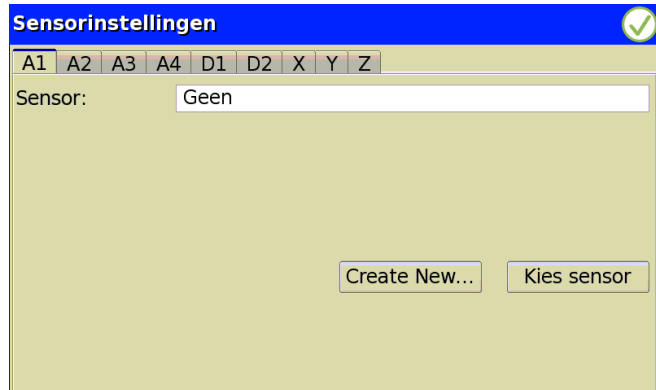 Sensorinstellingen
A1 A2 A3 A4 D1 D2 X Y Z
Sensor: Geen
Create New... Kies sensor